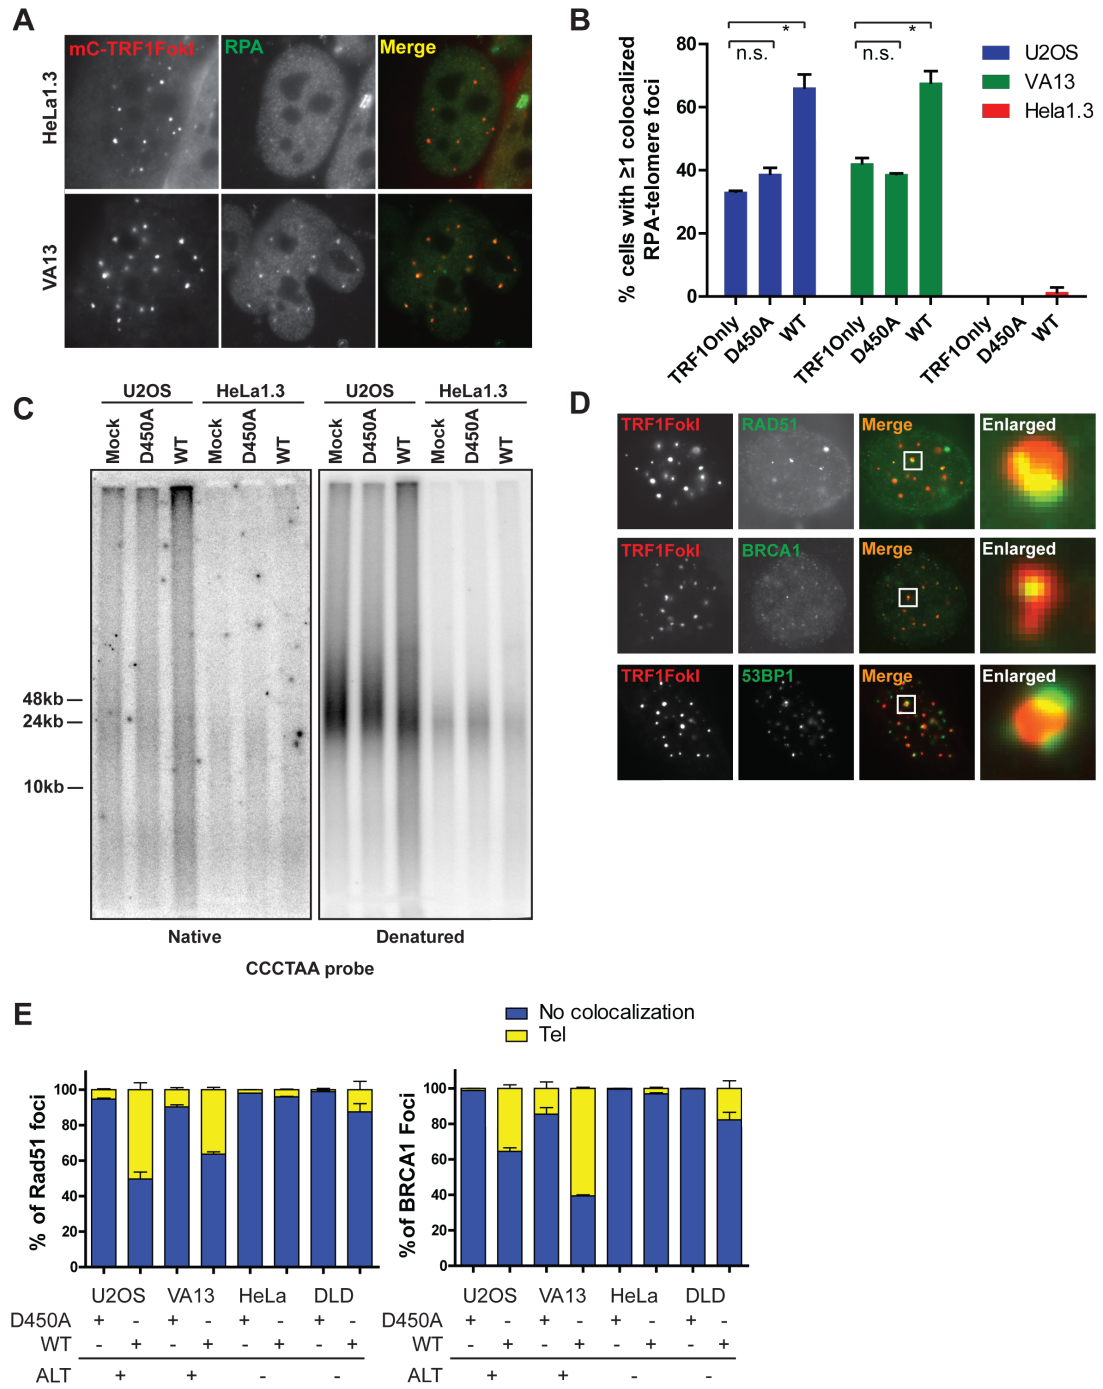 A
mC-TRF1FokI
RPA
Merge
HeLa1.3
VA13
B
% cells with ≥1 colocalized
RPA-telomere foci
80
60
40
20
0
*
n.s.
*
n.s.
U2OS
VA13
Hela1.3
TRF1Only
D450A
WT
TRF1Only
D450A
WT
TRF1Only
D450A
WT
C
U2OS
HeLa1.3
U2OS
HeLa1.3
Mock
D450A
WT
Mock
D450A
WT
Mock
D450A
WT
Mock
D450A
WT
48kb
24kb
10kb
Native
Denatured
CCCTAA probe
D
TRF1FokI
RAD51
Merge
Enlarged
TRF1FokI
BRCA1
Merge
Enlarged
TRF1FokI
53BP1
Merge
Enlarged
E
No colocalization
Tel
% of Rad51 foci
100
80
60
40
20
0
U2OS VA13 HeLa DLD
D450A + - + - + - + -
WT - + - + - + - +
ALT + + - -
%of BRCA1 Foci
100
80
60
40
20
0
U2OS VA13 HeLa DLD
D450A + - + - + - + -
WT - + - + - + - +
ALT + + - -